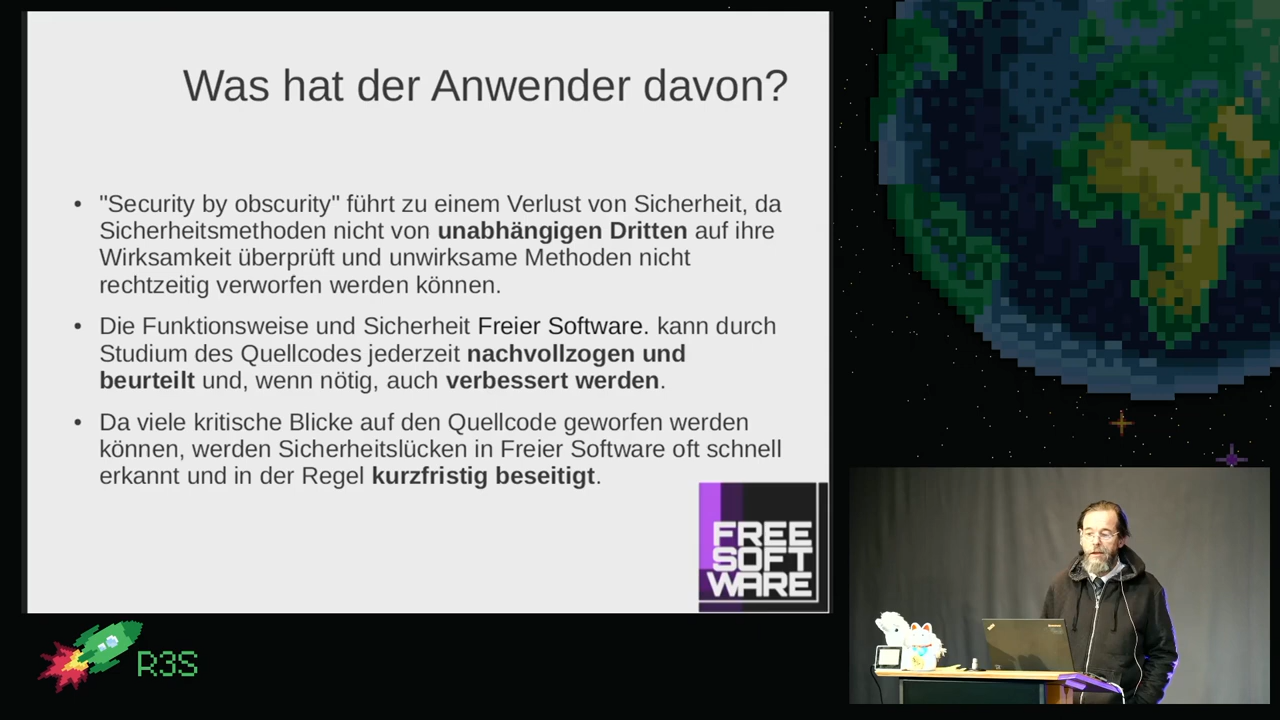 Was hat der Anwender davon?
• "Security by obscurity" führt zu einem Verlust von Sicherheit, da
Sicherheitsmethoden nicht von unabhängigen Dritten auf ihre
Wirksamkeit überprüft und unwirksame Methoden nicht
rechtzeitig verworfen werden können.
• Die Funktionsweise und Sicherheit Freier Software. kann durch
Studium des Quellcodes jederzeit nachvollzogen und
beurteilt und, wenn nötig, auch verbessert werden.
• Da viele kritische Blicke auf den Quellcode geworfen werden
können, werden Sicherheitslücken in Freier Software oft schnell
erkannt und in der Regel kurzfristig beseitigt.
FREE
SOFT
WARE
R3S